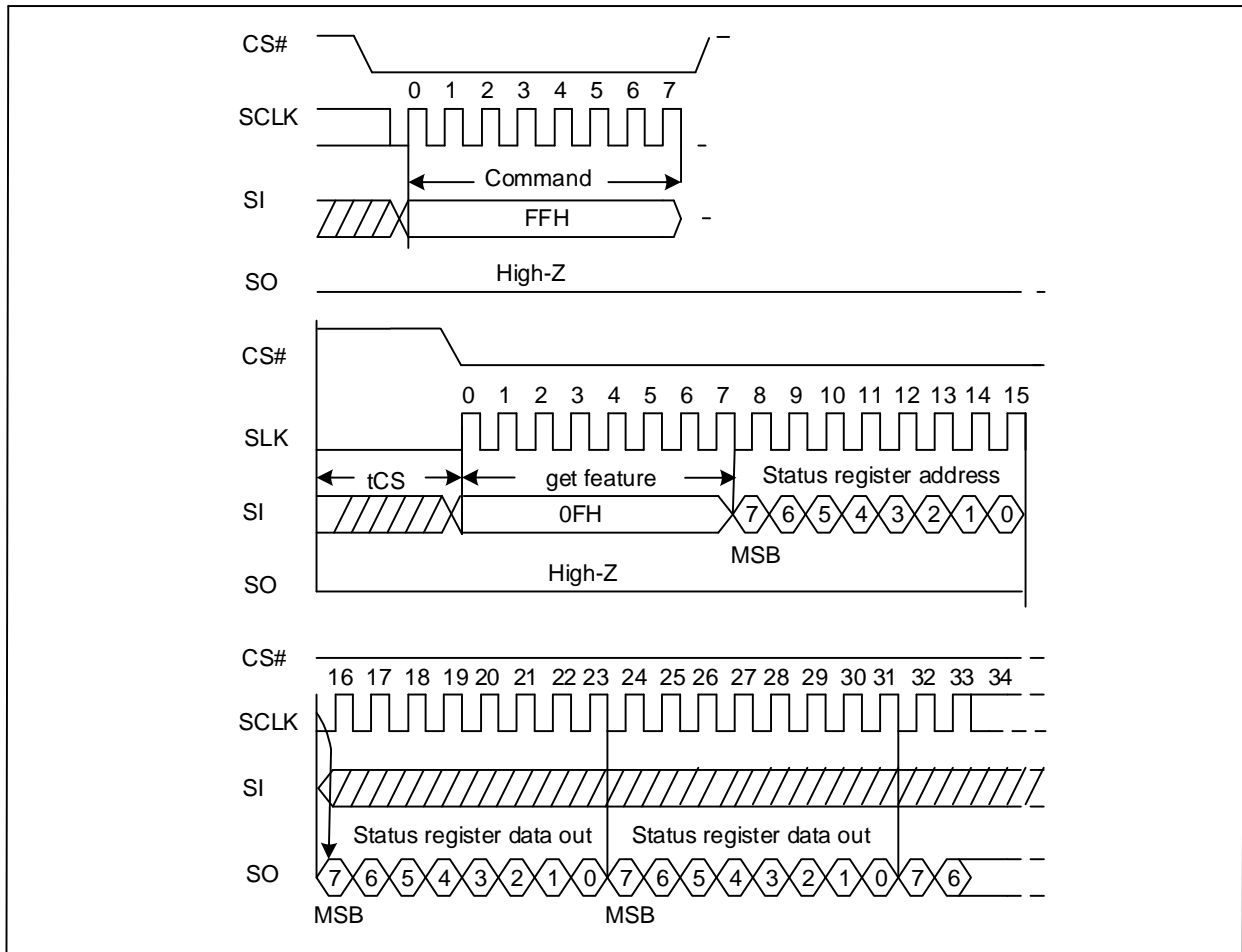 CS#
0 1 2 3 4 5 6 7
SCLK
Command
SI
FFH
High-Z
SO
CS#
0 1 2 3 4 5 6 7 8 9 10 11 12 13 14 15
SLK
tCS get feature Status register address
SI
0FH 7 6 5 4 3 2 1 0
MSB
High-Z
SO
CS#
16 17 18 19 20 21 22 23 24 25 26 27 28 29 30 31 32 33 34
SCLK
SI
Status register data out Status register data out
SO 7 6 5 4 3 2 1 0 7 6 5 4 3 2 1 0 7 6
MSB MSB